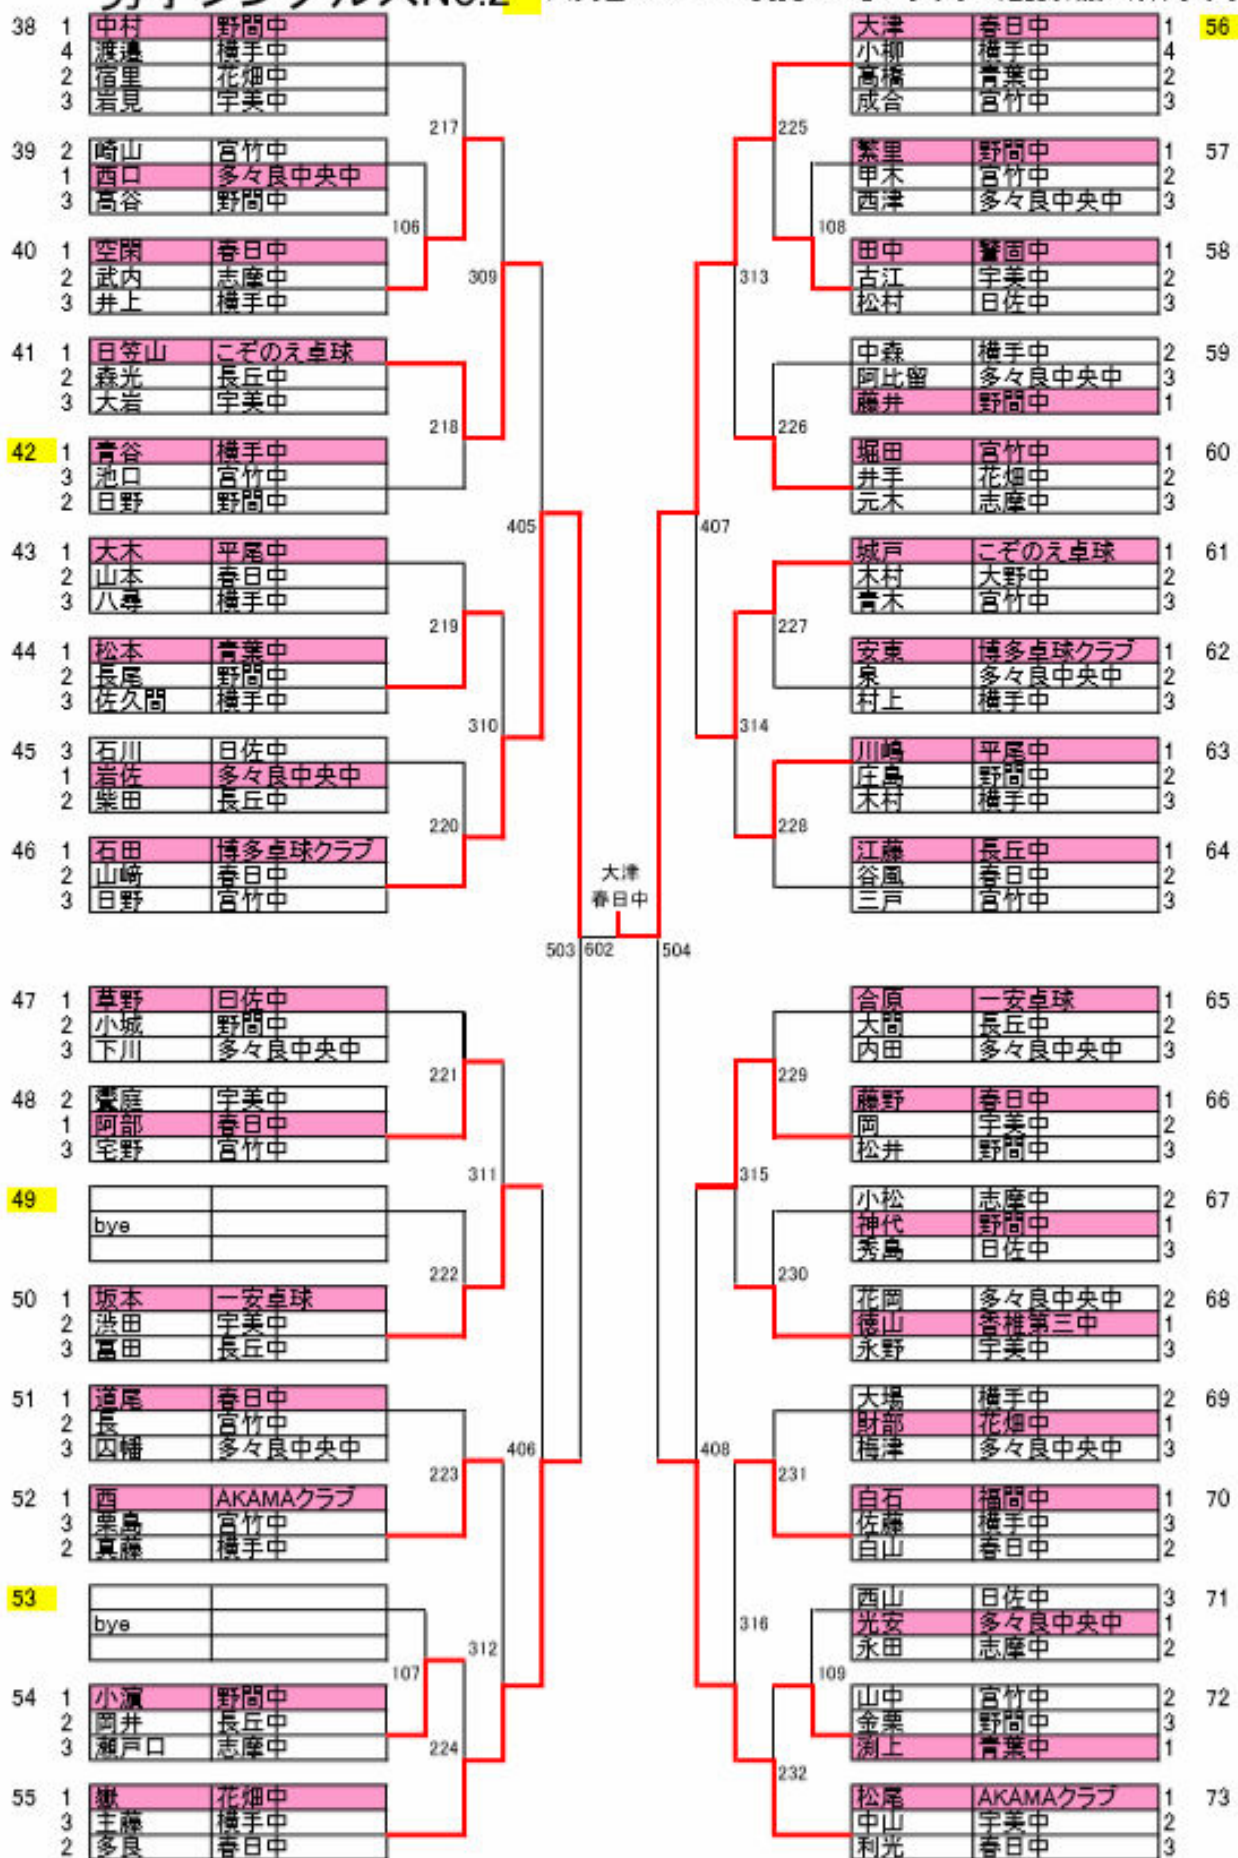 シングルスNo.2
38 1 中村 野間中
4 渡邉 横手中
2 宿里 花畑中
3 岩見 宇美中
39 2 崎山 宮竹中
1 西口 多々良中央中
3 高谷 野間中
40 1 空閑 春日中
2 武内 志摩中
3 井上 横手中
41 1 日笠山 こぞのえ卓球
2 森光 長丘中
3 大岩 宇美中
42 1 青谷 横手中
3 池口 宮竹中
2 日野 野間中
43 1 大木 平尾中
2 山本 春日中
3 八尋 横手中
44 1 松本 青葉中
2 長尾 野間中
3 佐久間 横手中
45 3 石川 日佐中
1 岩佐 多々良中央中
2 柴田 長丘中
46 1 石田 博多卓球クラブ
2 山﨑 春日中
3 日野 宮竹中
47 1 草野 日佐中
2 小城 野間中
3 下川 多々良中央中
48 2 饗庭 宇美中
1 阿部 春日中
3 宅野 宮竹中
49
bye
50 1 坂本 一安卓球
2 渋田 宇美中
3 冨田 長丘中
51 1 道尾 春日中
2 長 宮竹中
3 四幡 多々良中央中
52 1 西 AKAMAクラブ
3 栗島 宮竹中
2 真藤 横手中
53
bye
54 1 小濵 野間中
2 岡井 長丘中
3 瀬戸口 志摩中
55 1 嶽 花畑中
3 主藤 横手中
2 多良 春日中
217
106
309
218
405
219
310
220
大津
春日中
503 602 504
221
311
222
406
223
312
107
224
225
108
313
226
407
227
314
228
229
315
230
408
231
316
109
232
大津 春日中 1 56
小柳 横手中 4
高橋 青葉中 2
成合 宮竹中 3
繁里 野間中 1 57
甲木 宮竹中 2
西津 多々良中央中 3
田中 警固中 1 58
古江 宇美中 2
松村 日佐中 3
中森 横手中 2 59
阿比留 多々良中央中 3
藤井 野間中 1
堀田 宮竹中 1 60
井手 花畑中 2
元木 志摩中 3
城戸 こぞのえ卓球 1 61
木村 大野中 2
青木 宮竹中 3
安東 博多卓球クラブ 1 62
泉 多々良中央中 2
村上 横手中 3
川嶋 平尾中 1 63
庄島 野間中 2
木村 横手中 3
江藤 長丘中 1 64
谷風 春日中 2
三戸 宮竹中 3
合原 一安卓球 1 65
大間 長丘中 2
内田 多々良中央中 3
藤野 春日中 1 66
岡 宇美中 2
松井 野間中 3
小松 志摩中 2 67
神代 野間中 1
秀島 日佐中 3
花岡 多々良中央中 2 68
徳山 香椎第三中 1
永野 宇美中 3
大場 横手中 2 69
財部 花畑中 1
梅津 多々良中央中 3
白石 福間中 1 70
佐藤 横手中 3
白山 春日中 2
西山 日佐中 3 71
光安 多々良中央中 1
永田 志摩中 2
山中 宮竹中 2 72
金栗 野間中 3
渕上 青葉中 1
松尾 AKAMAクラブ 1 73
中山 宇美中 2
利光 春日中 3